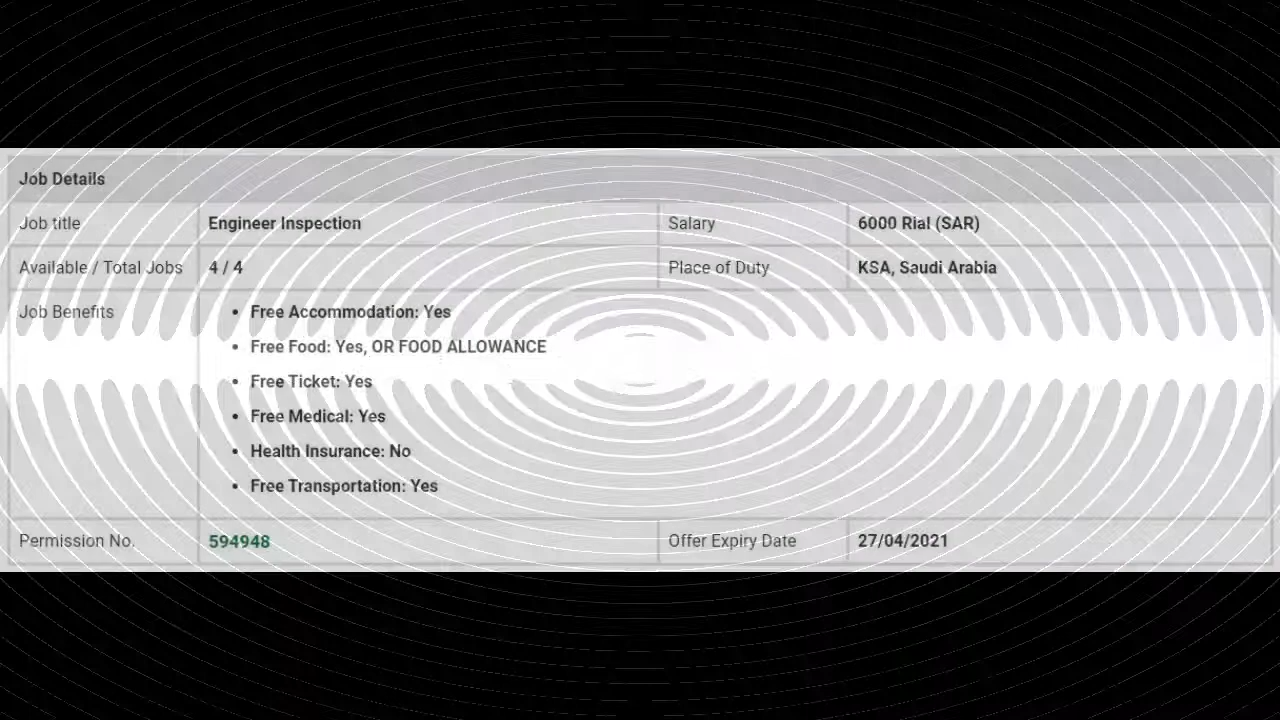 Job Details
Job title Engineer Inspection Salary 6000 Rial (SAR)
Available / Total Jobs 4 / 4 Place of Duty KSA, Saudi Arabia
Job Benefits • Free Accommodation: Yes
• Free Food: Yes, OR FOOD ALLOWANCE
• Free Ticket: Yes
• Free Medical: Yes
• Health Insurance: No
• Free Transportation: Yes
Permission No. 594948 Offer Expiry Date 27/04/2021